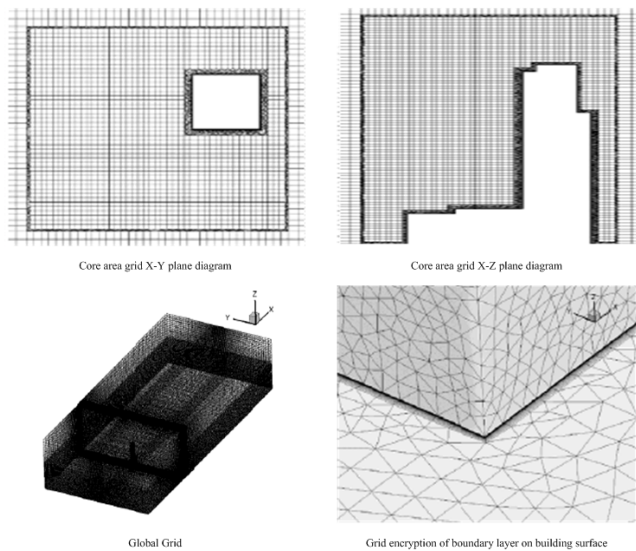 Core area grid X-Y plane diagram
Core area grid X-Z plane diagram
Z
Y
X
Z
Global Grid
Grid encryption of boundary layer on building surface